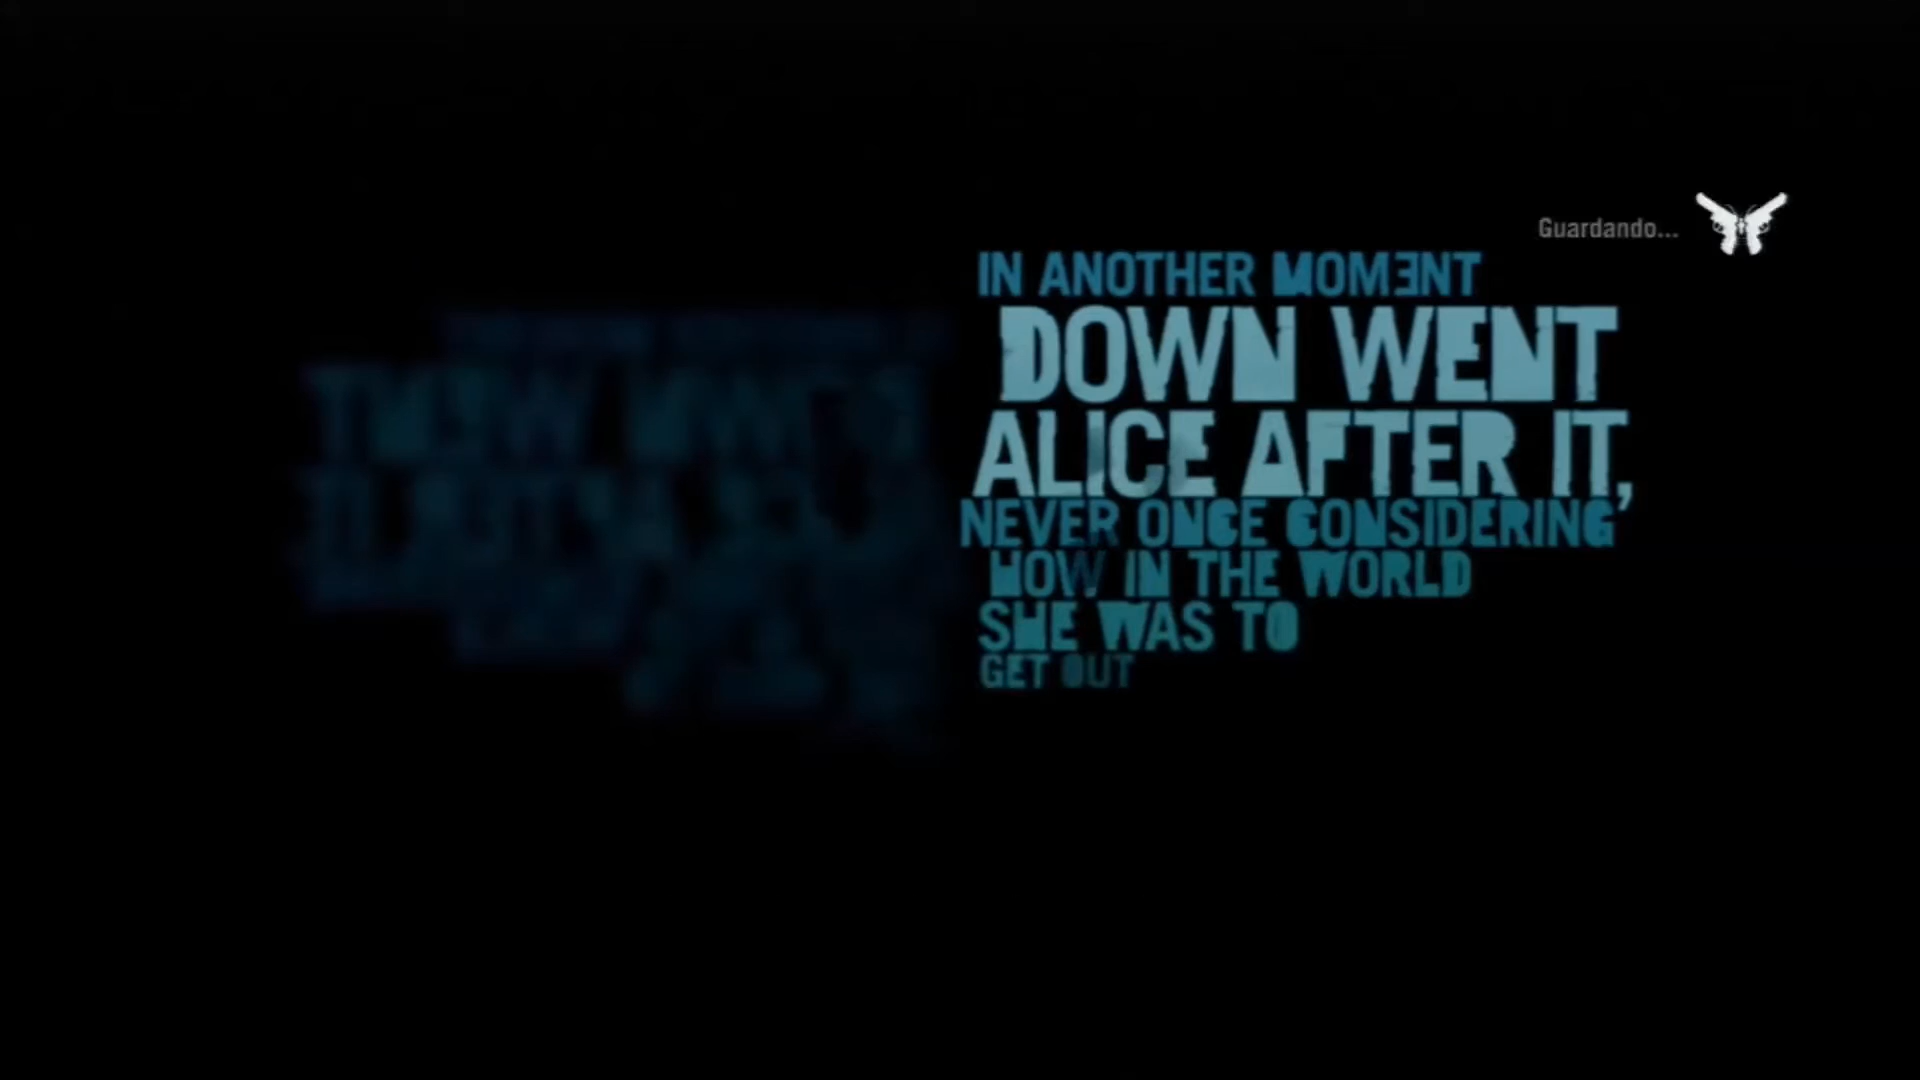 Guardando...
IN ANOTHER MOMENT
DOWN WENT
ALICE AFTER IT,
NEVER ONCE CONSIDERING
HOW IN THE WORLD
SHE WAS TO
GET OUT